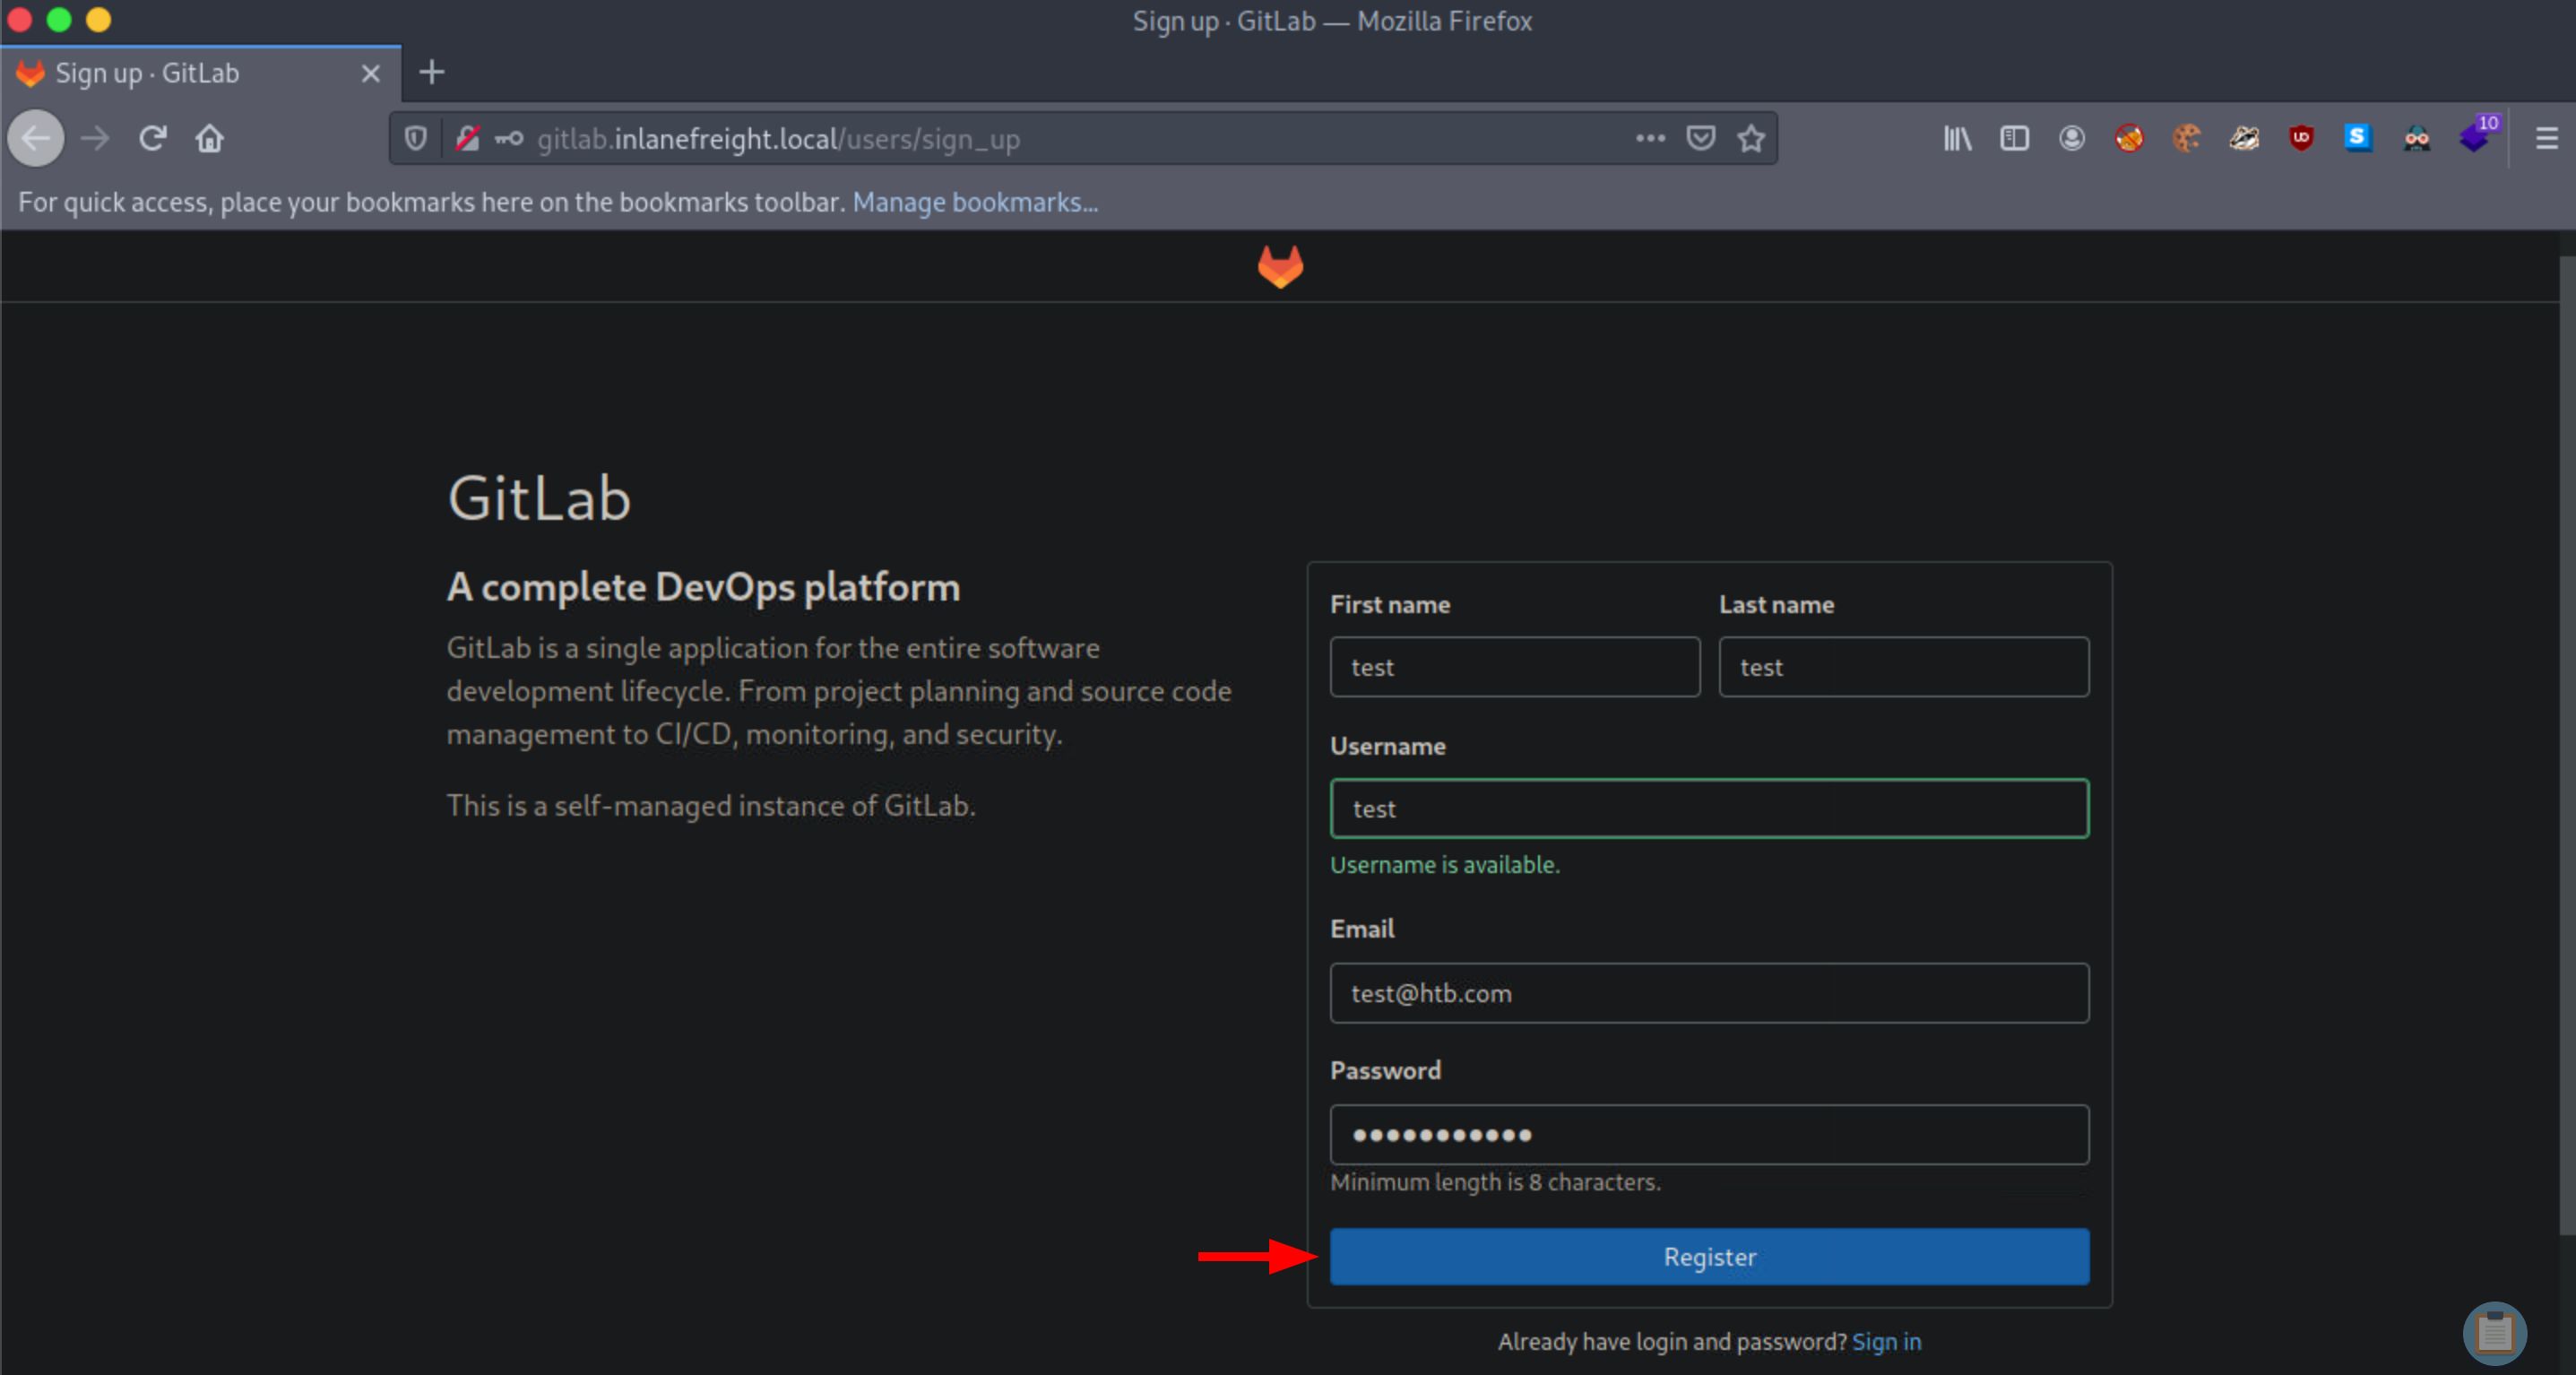 Sign up · GitLab — Mozilla Firefox
Sign up · GitLab
gitlab.inlanefreight.local/users/sign_up
10
For quick access, place your bookmarks here on the bookmarks toolbar. Manage bookmarks...
GitLab
A complete DevOps platform
GitLab is a single application for the entire software
development lifecycle. From project planning and source code
management to CI/CD, monitoring, and security.
This is a self-managed instance of GitLab.
First name
Last name
test
test
Username
test
Username is available.
Email
test@htb.com
Password
Minimum length is 8 characters.
Register
Already have login and password? Sign in